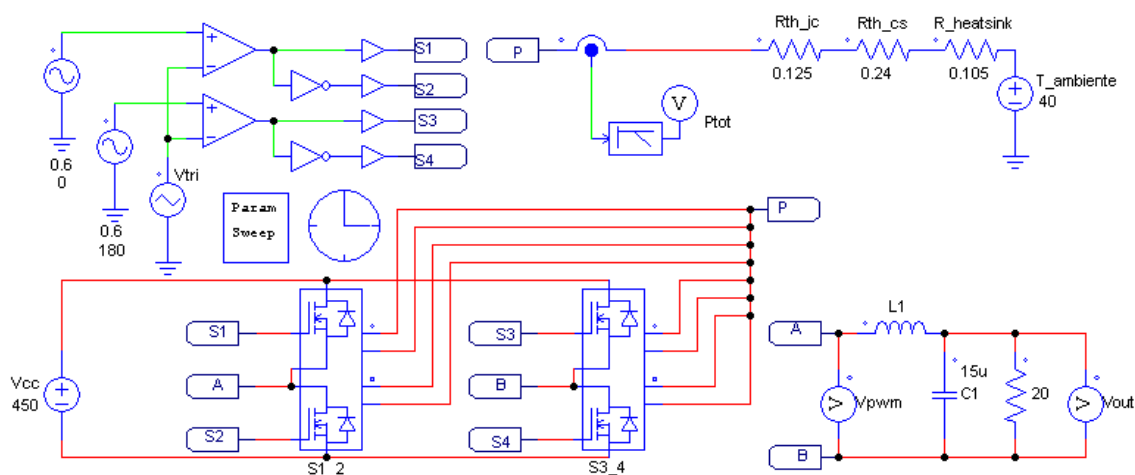 S1
S2
S3
S4
0.6
0
0.6
180
Vtri
P
V
Ptot
Rth_jc
0.125
Rth_cs
0.24
R_heatsink
0.105
T_ambiente
40
Param
Sweep
P
S1
A
S2
S3
B
S4
Vcc
450
S1_2
S3_4
A
B
L1
V
Vpwm
15u
C1
20
V
Vout